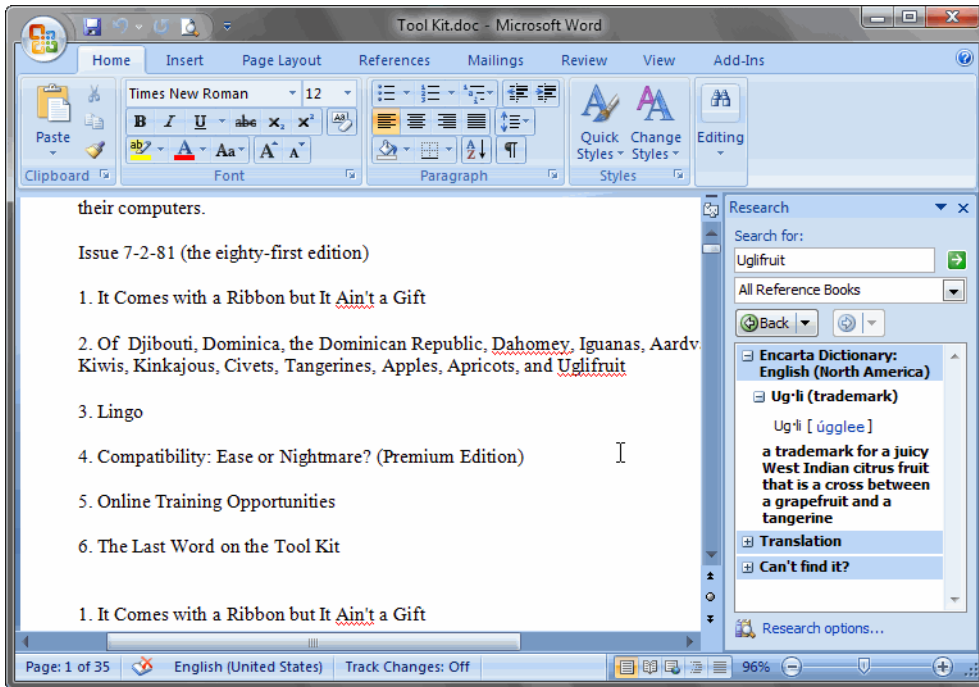 Tool Kit.doc - Microsoft Word
Home Insert Page Layout References Mailings Review View Add-Ins
Times New Roman 12
Paste
B I U abc x₂ x²
Aa
Quick Styles
Change Styles
Editing
Clipboard Font Paragraph Styles
their computers.
Issue 7-2-81 (the eighty-first edition)
1. It Comes with a Ribbon but It Ain't a Gift
2. Of  Djibouti, Dominica, the Dominican Republic, Dahomey, Iguanas, Aardv
Kiwis, Kinkajous, Civets, Tangerines, Apples, Apricots, and Uglifruit
3. Lingo
4. Compatibility: Ease or Nightmare? (Premium Edition)
5. Online Training Opportunities
6. The Last Word on the Tool Kit
1. It Comes with a Ribbon but It Ain't a Gift
Research
Search for:
Uglifruit
All Reference Books
Back
Encarta Dictionary:
English (North America)
Ug·li (trademark)
Ug·li [ úgglee ]
a trademark for a juicy
West Indian citrus fruit
that is a cross between
a grapefruit and a
tangerine
Translation
Can't find it?
Research options...
Page: 1 of 35 English (United States) Track Changes: Off 96%